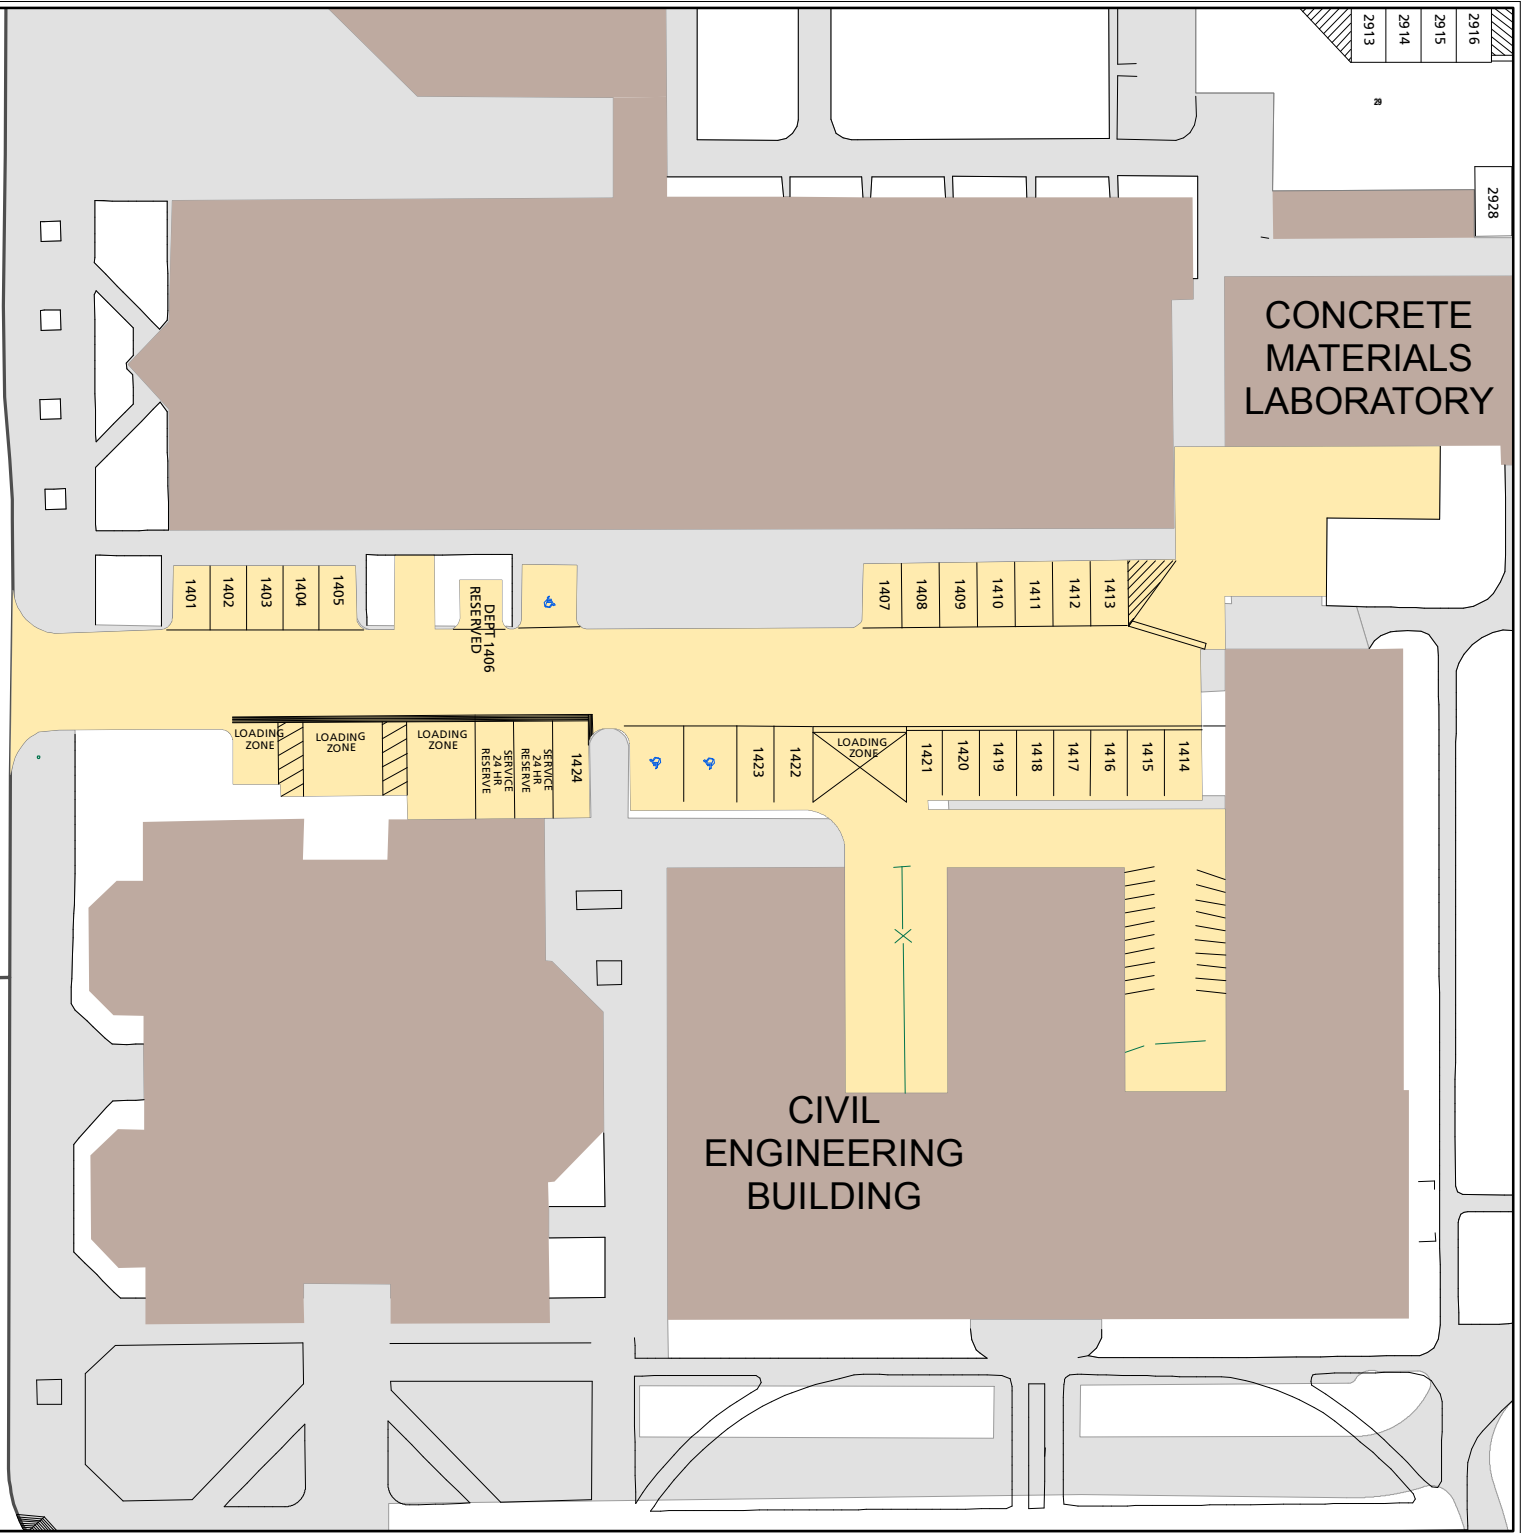 2913
2914
2915
2916
29
2928
CONCRETE
MATERIALS
LABORATORY
1401
1402
1403
1404
1405
DEPT 1406
RESERVED
1407
1408
1409
1410
1411
1412
1413
LOADING
ZONE
LOADING
ZONE
LOADING
ZONE
SERVICE
24 HR
RESERVE
SERVICE
24 HR
RESERVE
1424
1423
1422
LOADING
ZONE
1421
1420
1419
1418
1417
1416
1415
1414
CIVIL
ENGINEERING
BUILDING